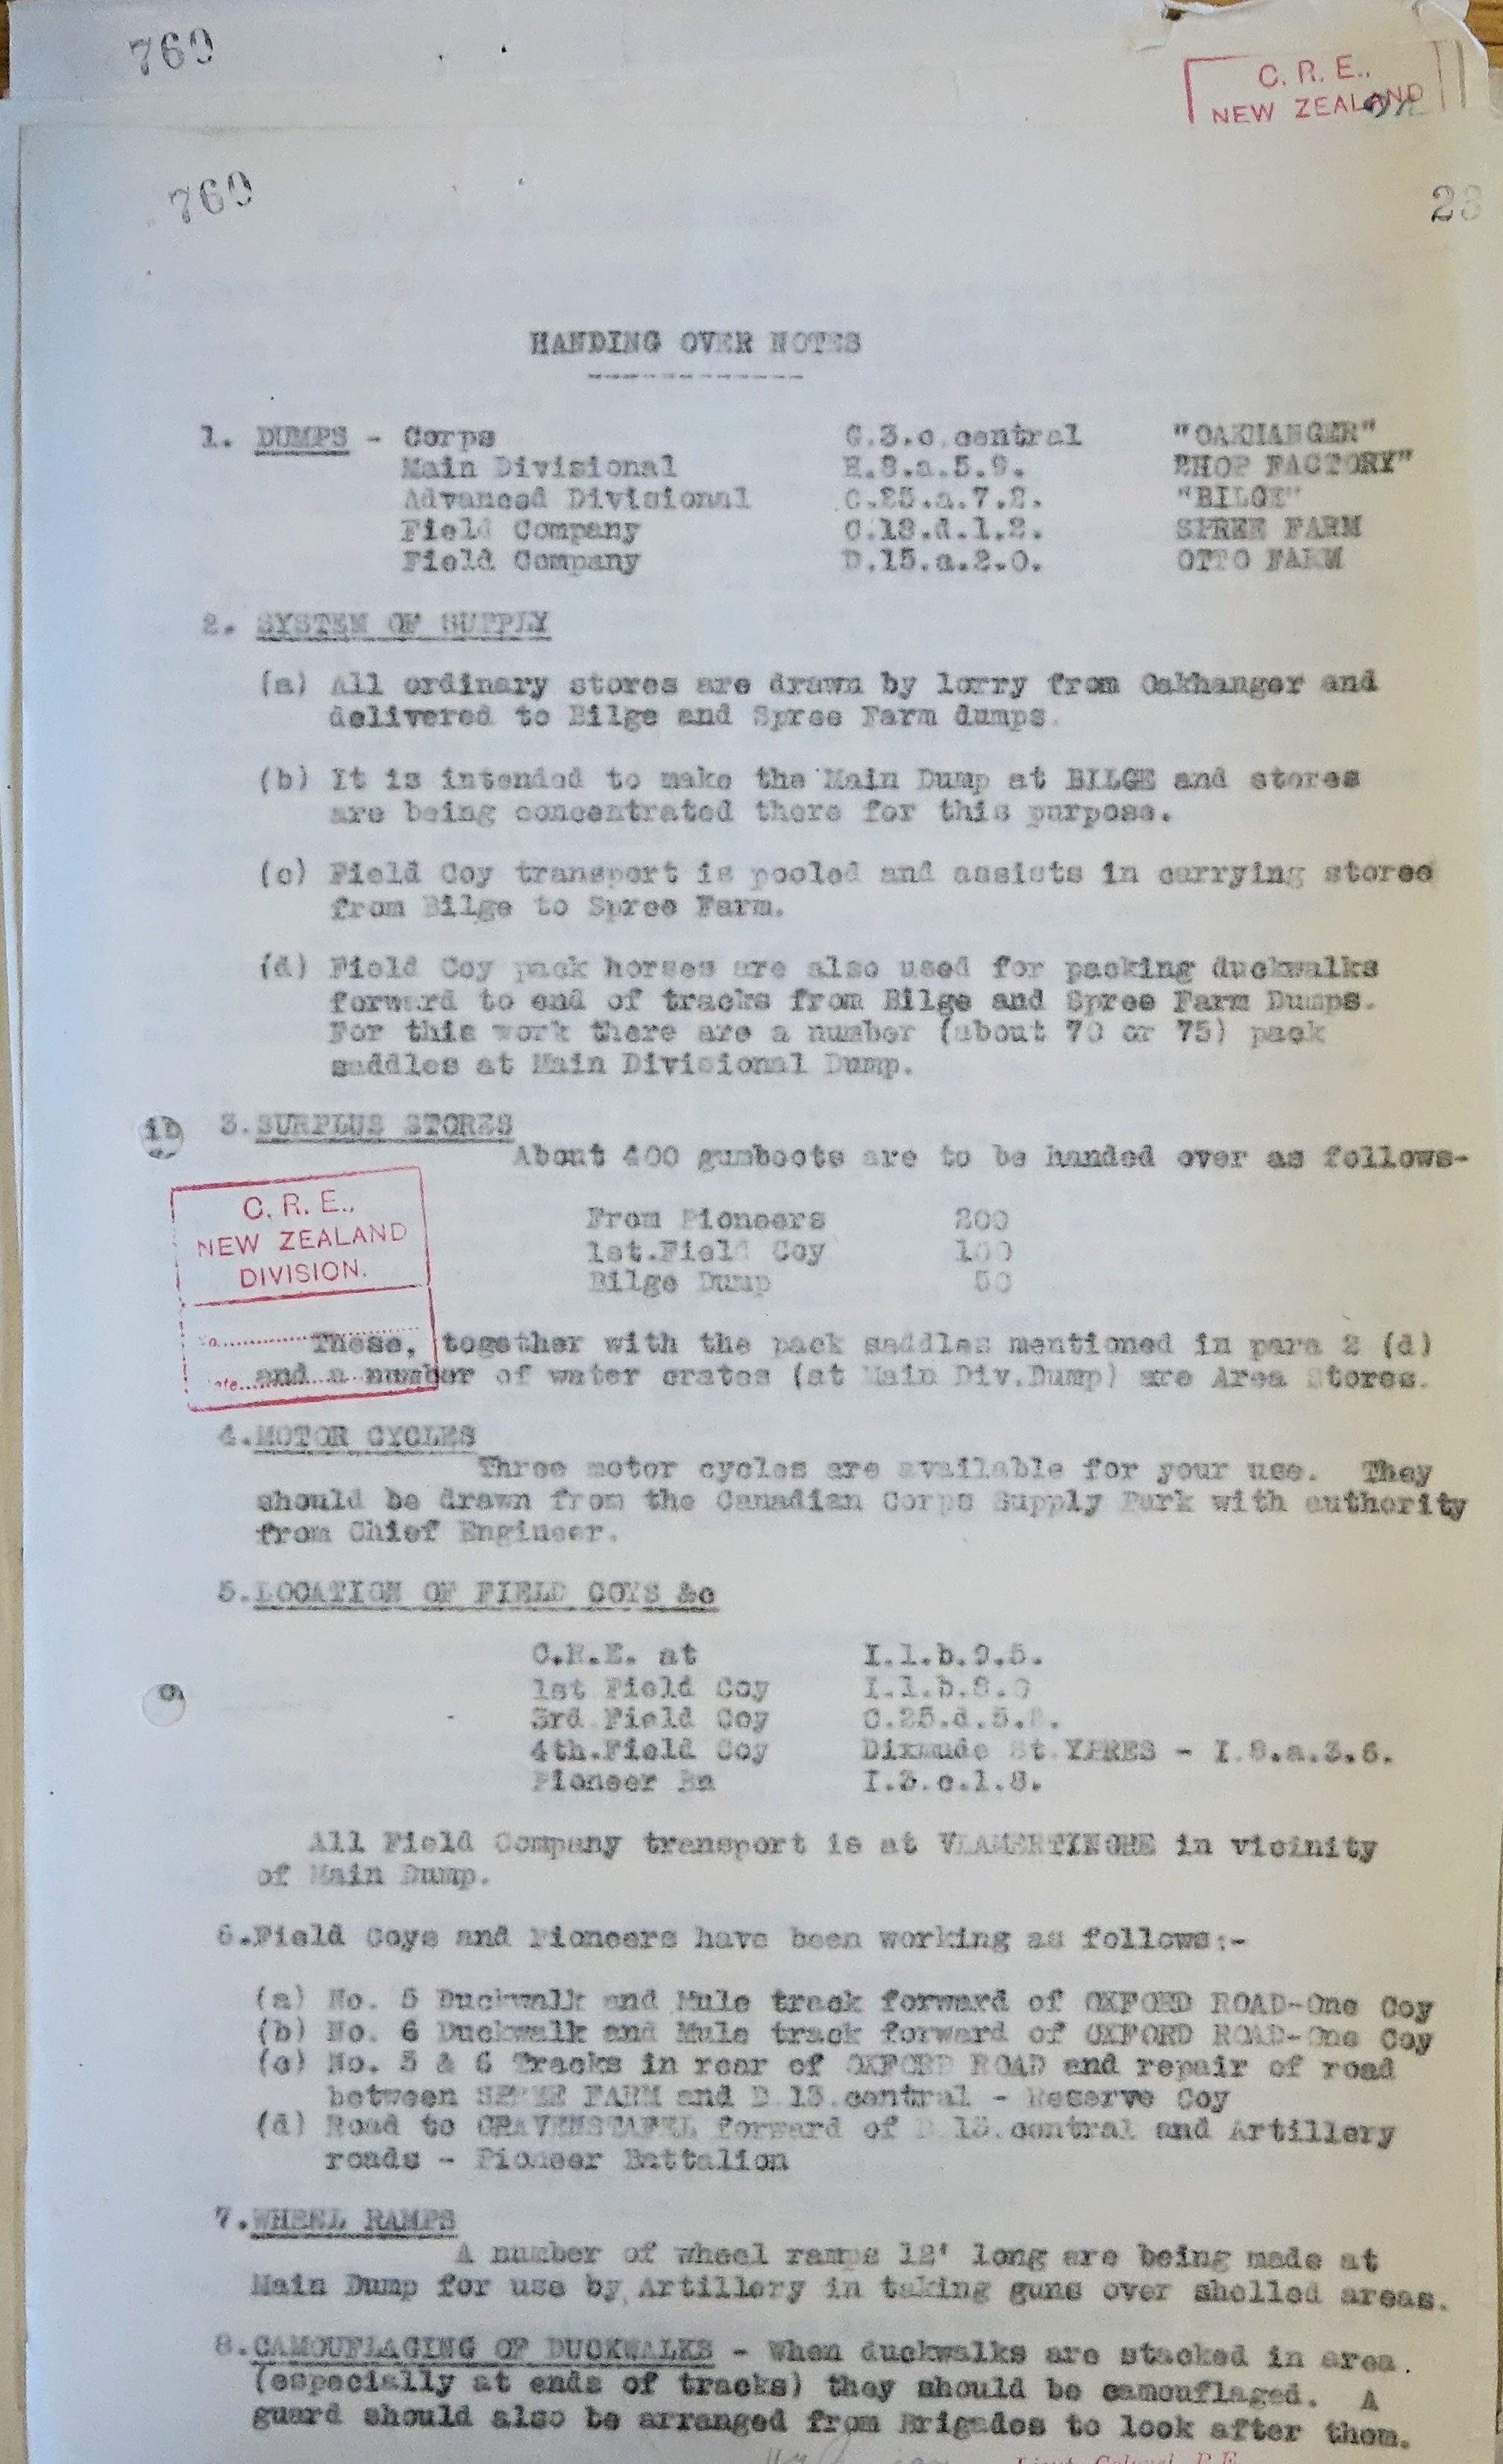 760
C. R. E.,
NEW ZEALAND
760
23
HANDING OVER NOTES
1. DUMPS - Corps G.3.c.central "OAKHANGER"
Main Divisional H.8.a.5.9. "HOP FACTORY"
Advanced Divisional C.25.a.7.2. "BILGE"
Field Company C.18.d.1.2. SPREE FARM
Field Company D.15.a.2.0. OTTO FARM
2. SYSTEM OF SUPPLY
(a) All ordinary stores are drawn by lorry from Oakhanger and
delivered to Bilge and Spree Farm dumps.
(b) It is intended to make the Main Dump at BILGE and stores
are being concentrated there for this purpose.
(c) Field Coy transport is pooled and assists in carrying stores
from Bilge to Spree Farm.
(d) Field Coy pack horses are also used for packing duckwalks
forward to end of tracks from Bilge and Spree Farm Dumps.
For this work there are a number (about 70 or 75) pack
saddles at Main Divisional Dump.
3. SURPLUS STORES
About 400 gumboots are to be handed over as follows-
From Pioneers 200
1st.Field Coy 100
Bilge Dump 50
C. R. E.,
NEW ZEALAND
DIVISION.
These, together with the pack saddles mentioned in para 2 (d)
and a number of water crates (at Main Div.Dump) are Area Stores.
4. MOTOR CYCLES
Three motor cycles are available for your use. They
should be drawn from the Canadian Corps Supply Park with authority
from Chief Engineer.
5. LOCATION OF FIELD COYS &c
C.R.E. at I.1.b.9.5.
1st Field Coy I.1.b.8.9
3rd Field Coy C.25.d.5.
4th.Field Coy Dixmude St.YPRES - I.8.a.3.6.
Pioneer Bn I.3.c.1.8.
All Field Company transport is at VLAMERTINGHE in vicinity
of Main Dump.
6. Field Coys and Pioneers have been working as follows:-
(a) No. 5 Duckwalk and Mule track forward of OXFORD ROAD-One Coy
(b) No. 6 Duckwalk and Mule track forward of OXFORD ROAD-One Coy
(c) No. 5 & 6 Tracks in rear of OXFORD ROAD and repair of road
between SPREE FARM and D 13.central - Reserve Coy
(d) Road to GRAVENSTAFEL forward of D 13.central and Artillery
roads - Pioneer Battalion
7. WHEEL RAMPS
A number of wheel ramps 12' long are being made at
Main Dump for use by Artillery in taking guns over shelled areas.
8. CAMOUFLAGING OF DUCKWALKS - When duckwalks are stacked in area
(especially at ends of tracks) they should be camouflaged. A
guard should also be arranged from Brigades to look after them.
Lieut. Colonel R.E.